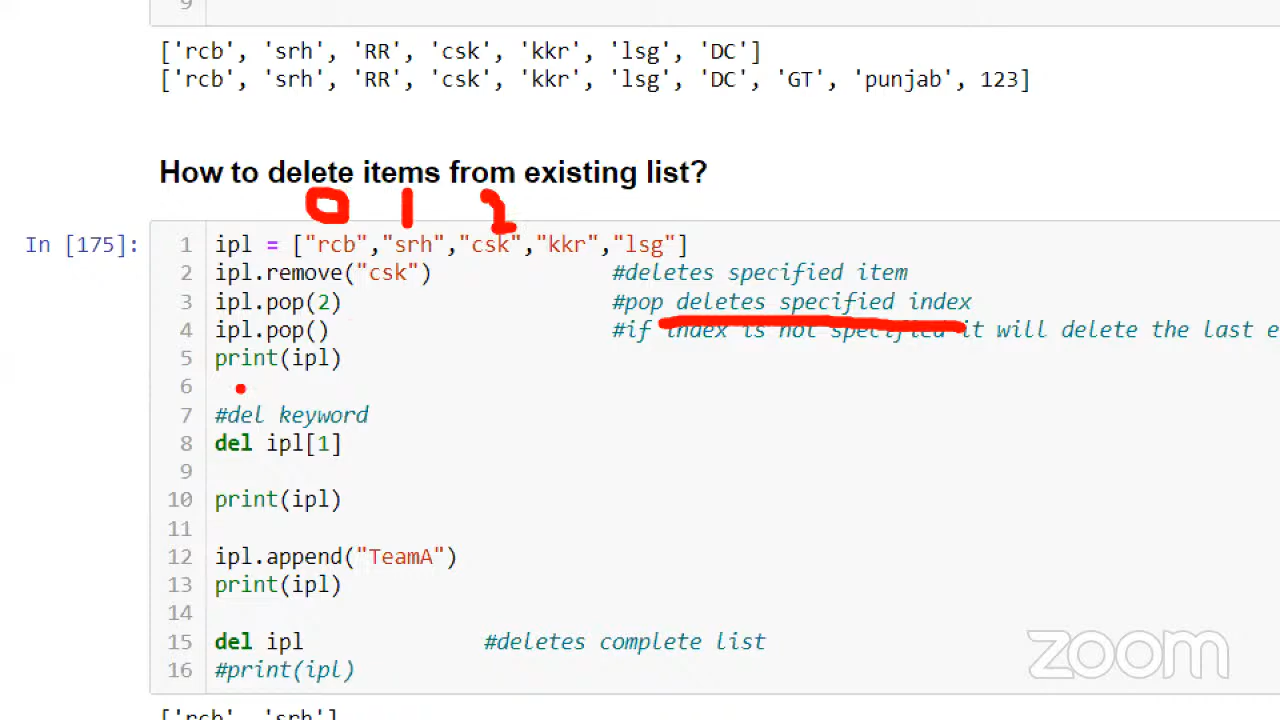 9
['rcb', 'srh', 'RR', 'csk', 'kkr', 'lsg', 'DC']
['rcb', 'srh', 'RR', 'csk', 'kkr', 'lsg', 'DC', 'GT', 'punjab', 123]
How to delete items from existing list?
0 1 2
In [175]: 1 ipl = ["rcb","srh","csk","kkr","lsg"]
2 ipl.remove("csk") #deletes specified item
3 ipl.pop(2) #pop deletes specified index
4 ipl.pop() #if index is not specified it will delete the last e
5 print(ipl)
6
7 #del keyword
8 del ipl[1]
9
10 print(ipl)
11
12 ipl.append("TeamA")
13 print(ipl)
14
15 del ipl #deletes complete list
16 #print(ipl)
['rcb', 'srh']
zoom